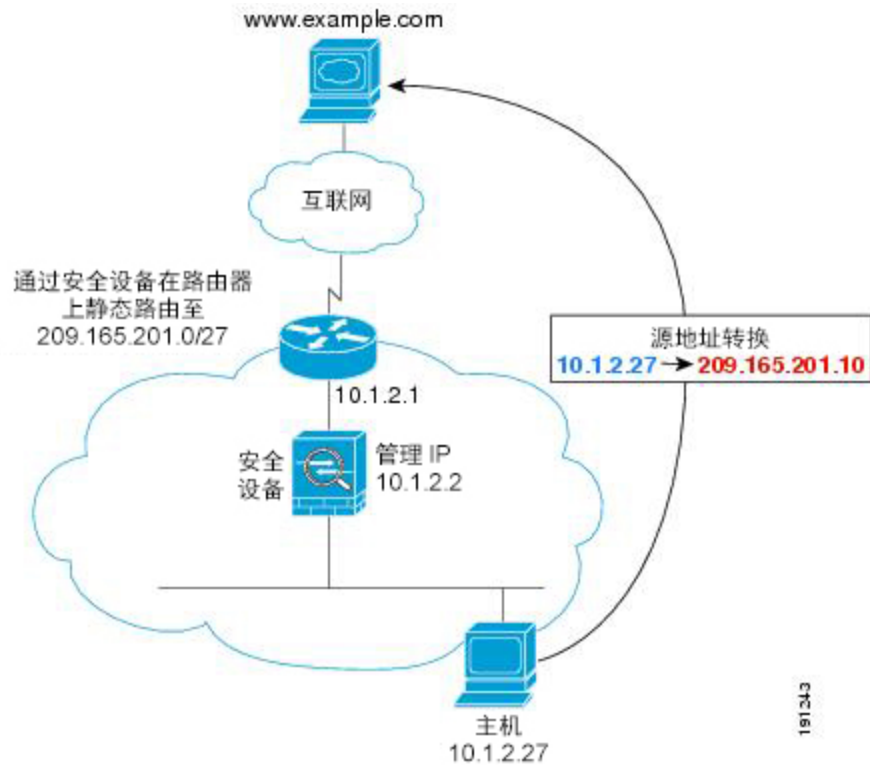 www.example.com
互联网
通过安全设备在路由器
上静态路由至
209.165.201.0/27
源地址转换
10.1.2.27 → 209.165.201.10
10.1.2.1
安全
设备
管理 IP
10.1.2.2
主机
10.1.2.27
191243